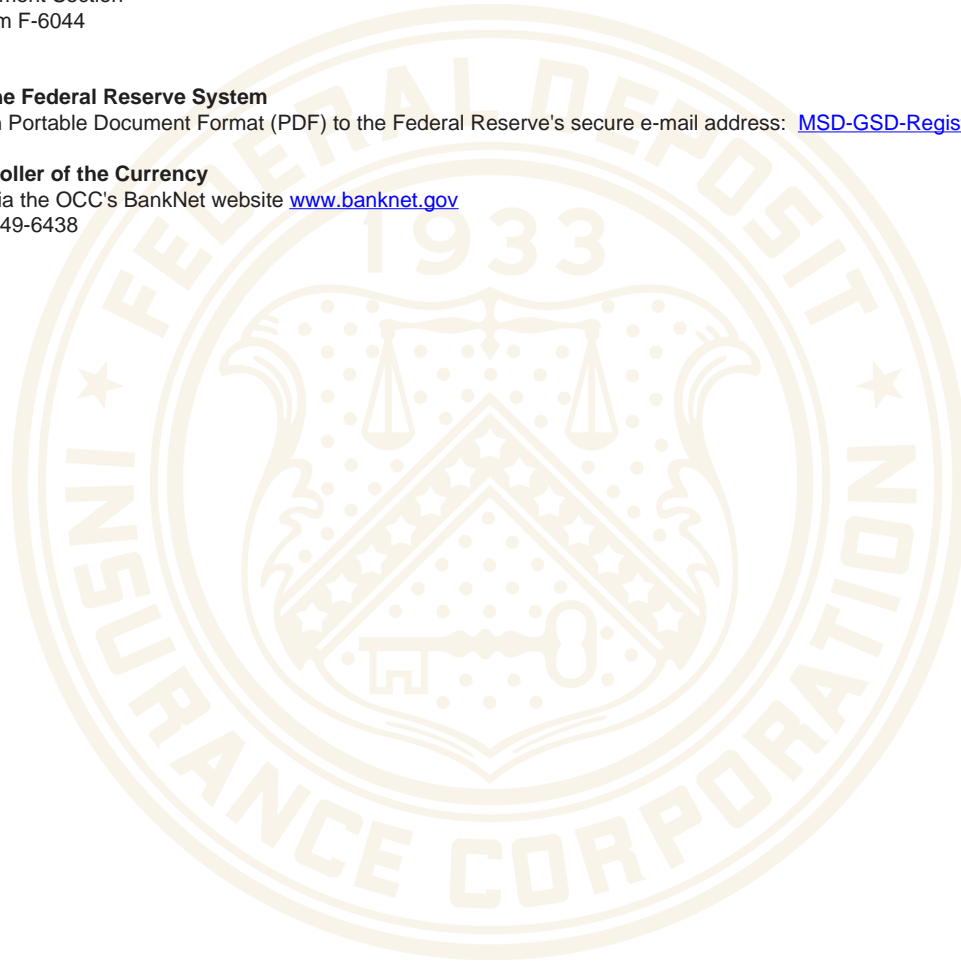 ment Section
m F-6044
he Federal Reserve System
n Portable Document Format (PDF) to the Federal Reserve's secure e-mail address: MSD-GSD-Regis
oller of the Currency
via the OCC's BankNet website www.banknet.gov
49-6438
FEDERAL DEPOSIT
1933
INSURANCE CORPORATION